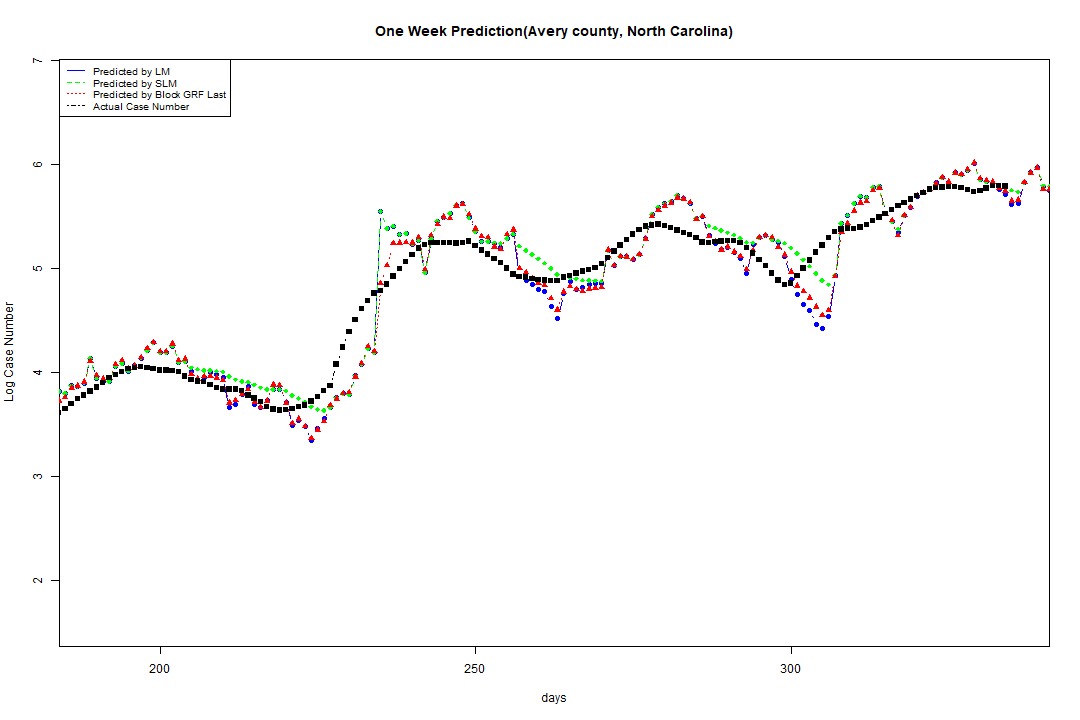 One Week Prediction(Avery county, North Carolina)
Predicted by LM
Predicted by SLM
Predicted by Block GRF Last
Actual Case Number
7
6
5
4
3
2
Log Case Number
200 250 300
days